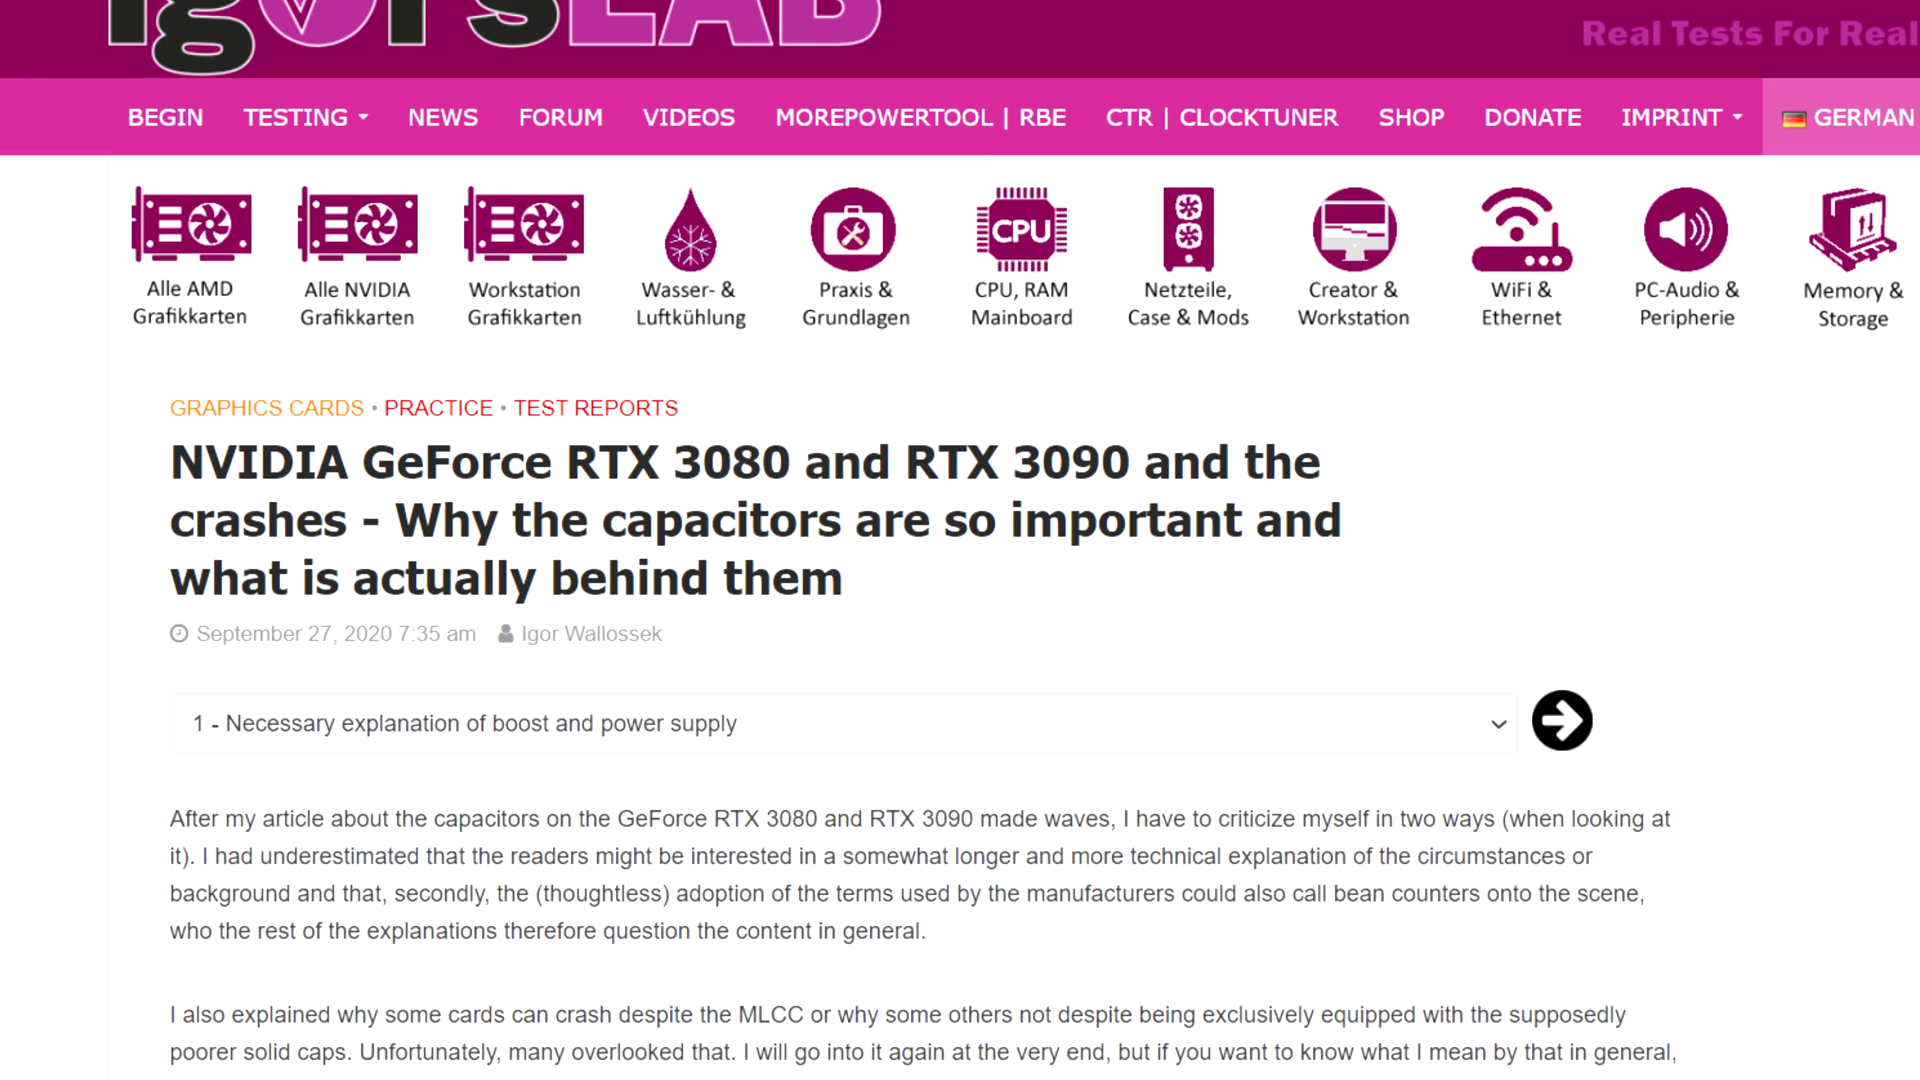 Igor'sLAB
Real Tests For Real
BEGIN TESTING NEWS FORUM VIDEOS MOREPOWERTOOL | RBE CTR | CLOCKTUNER SHOP DONATE IMPRINT GERMAN
Alle AMD Grafikkarten
Alle NVIDIA Grafikkarten
Workstation Grafikkarten
Wasser- & Luftkühlung
Praxis & Grundlagen
CPU
CPU, RAM Mainboard
Netzteile, Case & Mods
Creator & Workstation
WiFi & Ethernet
PC-Audio & Peripherie
Memory & Storage
GRAPHICS CARDS • PRACTICE • TEST REPORTS
NVIDIA GeForce RTX 3080 and RTX 3090 and the
crashes - Why the capacitors are so important and
what is actually behind them
September 27, 2020 7:35 am Igor Wallossek
1 - Necessary explanation of boost and power supply
After my article about the capacitors on the GeForce RTX 3080 and RTX 3090 made waves, I have to criticize myself in two ways (when looking at
it). I had underestimated that the readers might be interested in a somewhat longer and more technical explanation of the circumstances or
background and that, secondly, the (thoughtless) adoption of the terms used by the manufacturers could also call bean counters onto the scene,
who the rest of the explanations therefore question the content in general.
I also explained why some cards can crash despite the MLCC or why some others not despite being exclusively equipped with the supposedly
poorer solid caps. Unfortunately, many overlooked that. I will go into it again at the very end, but if you want to know what I mean by that in general,